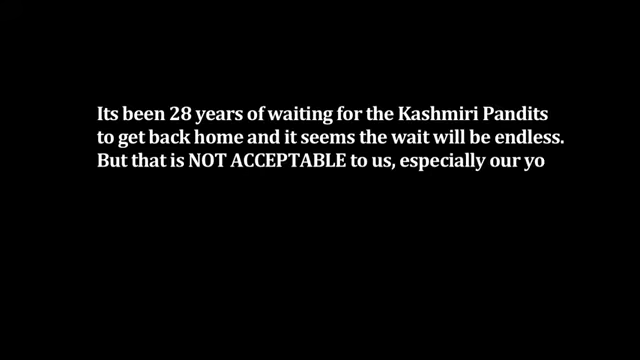 Its been 28 years of waiting for the Kashmiri Pandits
to get back home and it seems the wait will be endless.
But that is NOT ACCEPTABLE to us, especially our yo